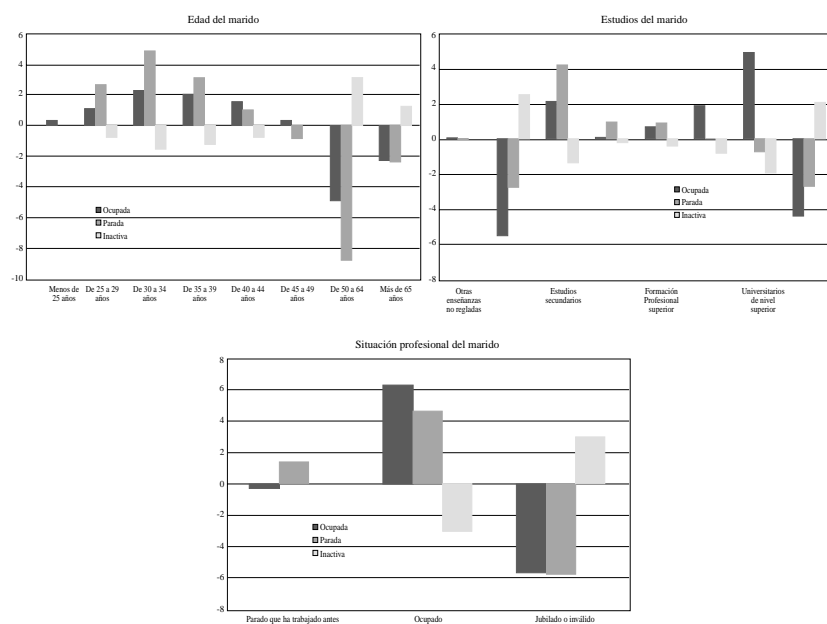 Edad del marido
6
4
2
0
-2
-4
-6
-8
-10
Ocupada
Parada
Inactiva
Menos de 25 años
De 25 a 29 años
De 30 a 34 años
De 35 a 39 años
De 40 a 44 años
De 45 a 49 años
De 50 a 64 años
Más de 65 años
Estudios del marido
6
4
2
0
-2
-4
-6
-8
Ocupada
Parada
Inactiva
Otras enseñanzas no regladas
Estudios secundarios
Formación Profesional superior
Universitarios de nivel superior
Situación profesional del marido
8
6
4
2
0
-2
-4
-6
-8
Ocupada
Parada
Inactiva
Parado que ha trabajado antes
Ocupado
Jubilado o inválido